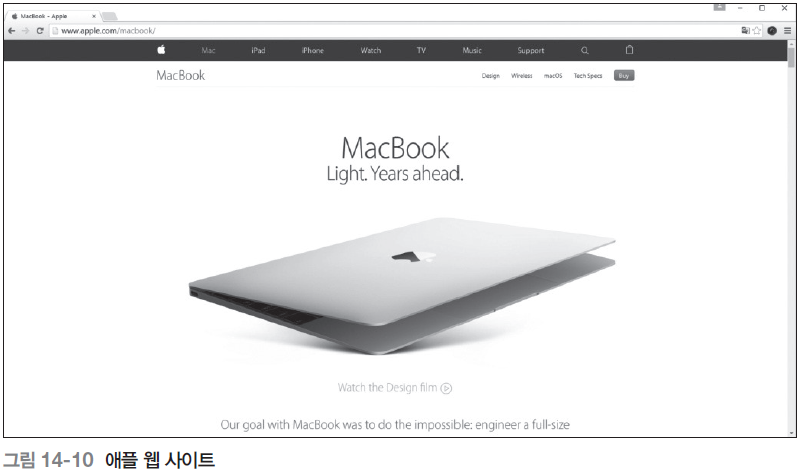 MacBook - Apple
www.apple.com/macbook/
Mac iPad iPhone Watch TV Music Support
MacBook
Design Wireless macOS Tech Specs Buy
MacBook
Light. Years ahead.
Watch the Design film
Our goal with MacBook was to do the impossible: engineer a full-size
그림 14-10 애플 웹 사이트